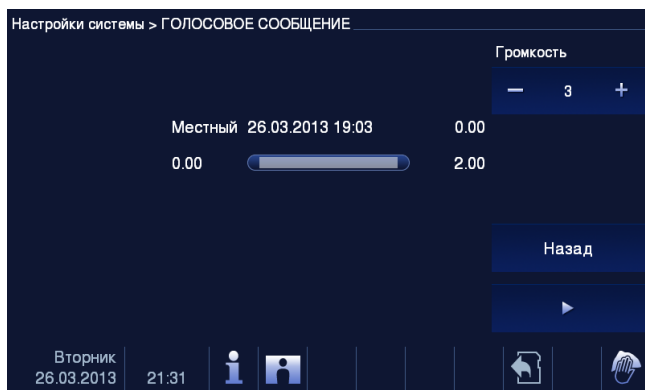 Настройки системы > ГОЛОСОВОЕ СООБЩЕНИЕ
Громкость
− 3 +
Местный 26.03.2013 19:03 0.00
0.00 2.00
Назад
Вторник
26.03.2013 21:31